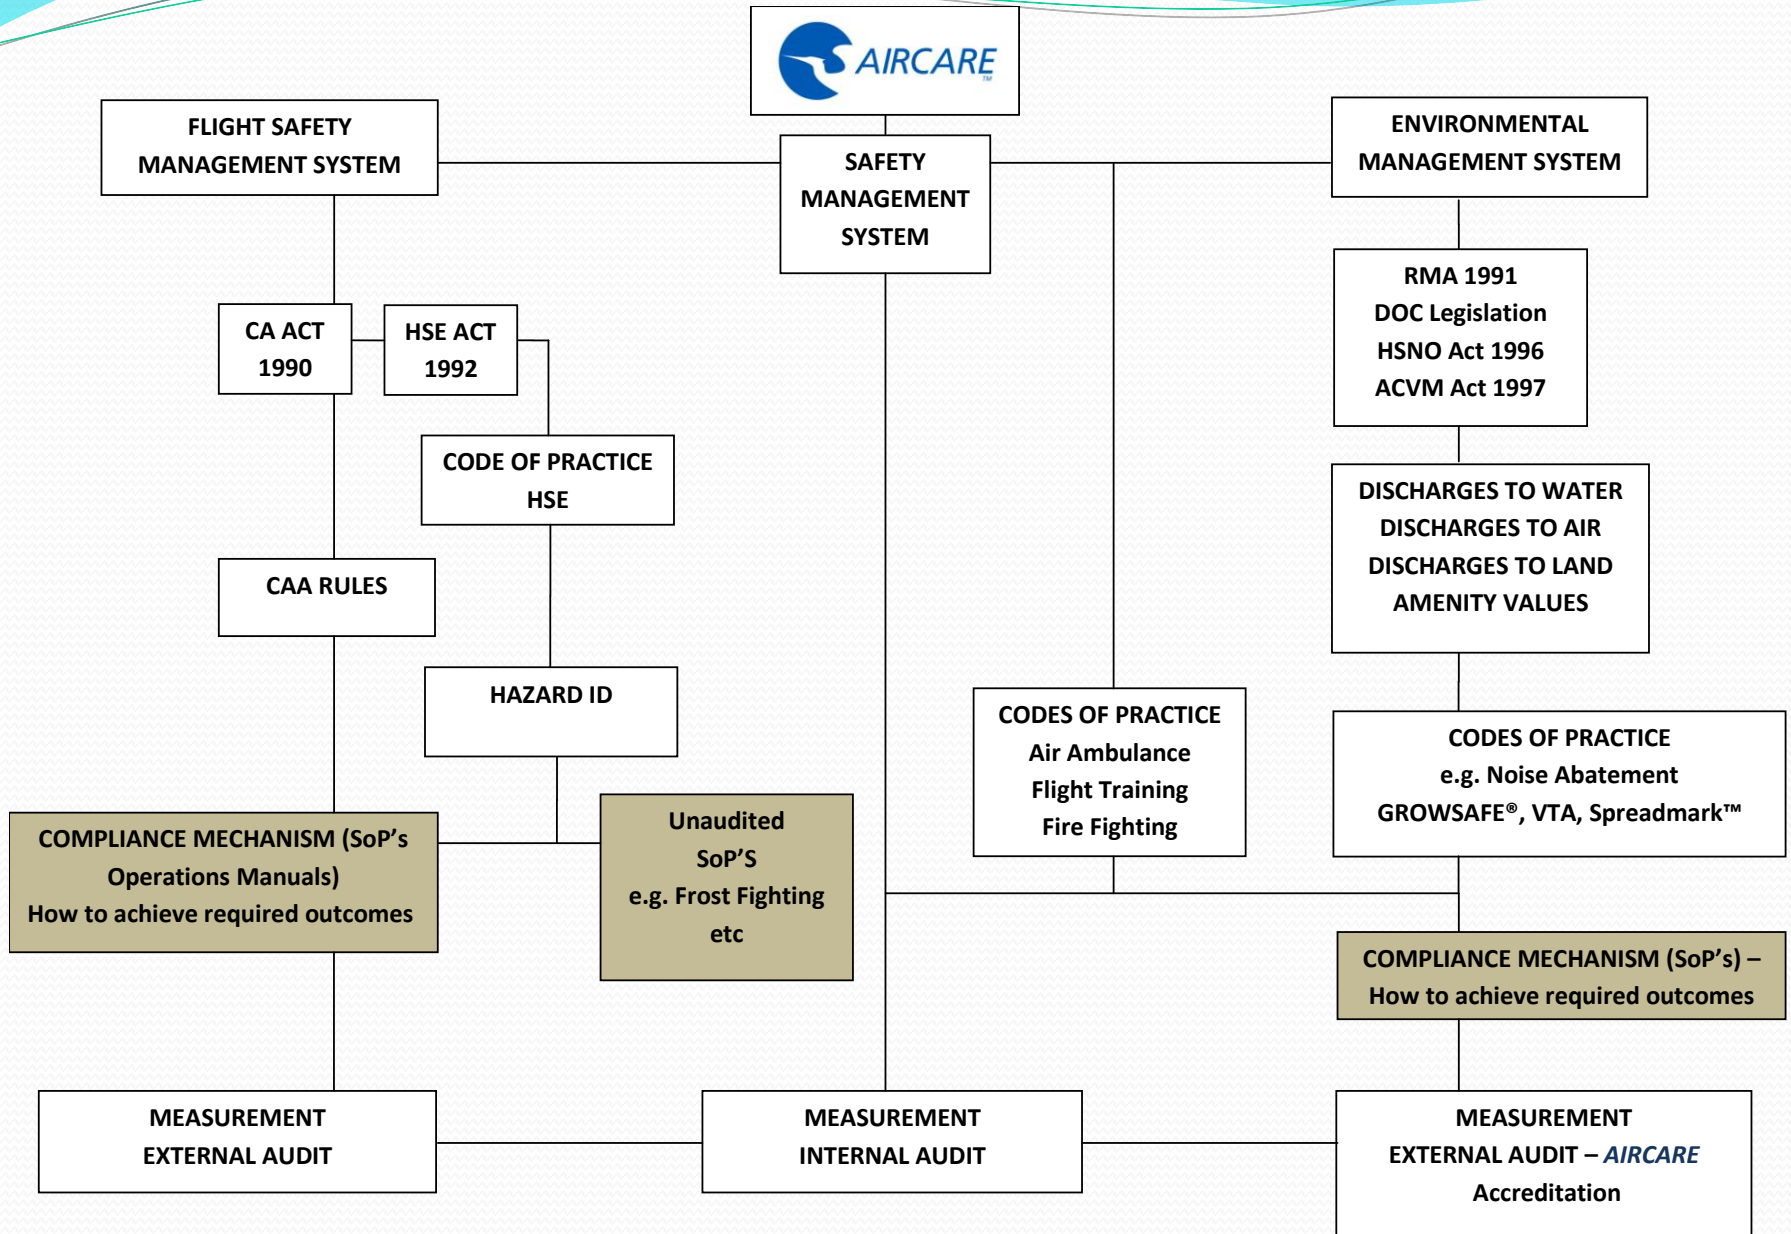 AIRCARE
TM
FLIGHT SAFETY
MANAGEMENT SYSTEM
SAFETY
MANAGEMENT
SYSTEM
ENVIRONMENTAL
MANAGEMENT SYSTEM
RMA 1991
DOC Legislation
HSNO Act 1996
ACVM Act 1997
CA ACT
1990
HSE ACT
1992
CODE OF PRACTICE
HSE
DISCHARGES TO WATER
DISCHARGES TO AIR
DISCHARGES TO LAND
AMENITY VALUES
CAA RULES
HAZARD ID
CODES OF PRACTICE
Air Ambulance
Flight Training
Fire Fighting
CODES OF PRACTICE
e.g. Noise Abatement
GROWSAFE®, VTA, Spreadmark™
COMPLIANCE MECHANISM (SoP’s
Operations Manuals)
How to achieve required outcomes
Unaudited
SoP’S
e.g. Frost Fighting
etc
COMPLIANCE MECHANISM (SoP’s) –
How to achieve required outcomes
MEASUREMENT
EXTERNAL AUDIT
MEASUREMENT
INTERNAL AUDIT
MEASUREMENT
EXTERNAL AUDIT – AIRCARE
Accreditation